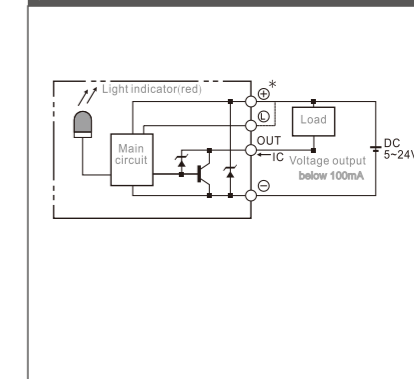 Light indicator(red)
⊕*
Ⓛ
Load
Main
circuit
OUT
←IC
Voltage output
below 100mA
DC
5~24V
⊖